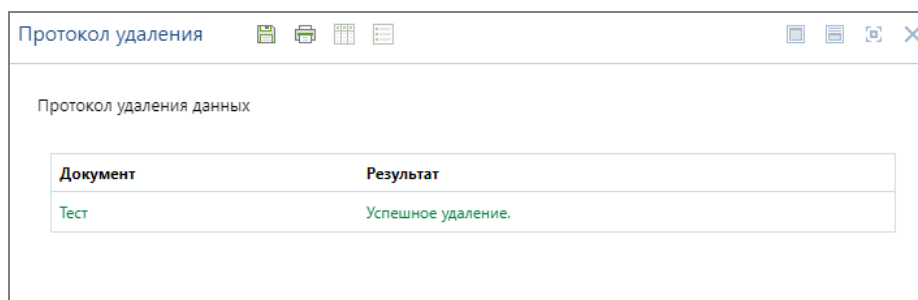 Протокол удаления
Протокол удаления данных
Документ Результат
Тест Успешное удаление.